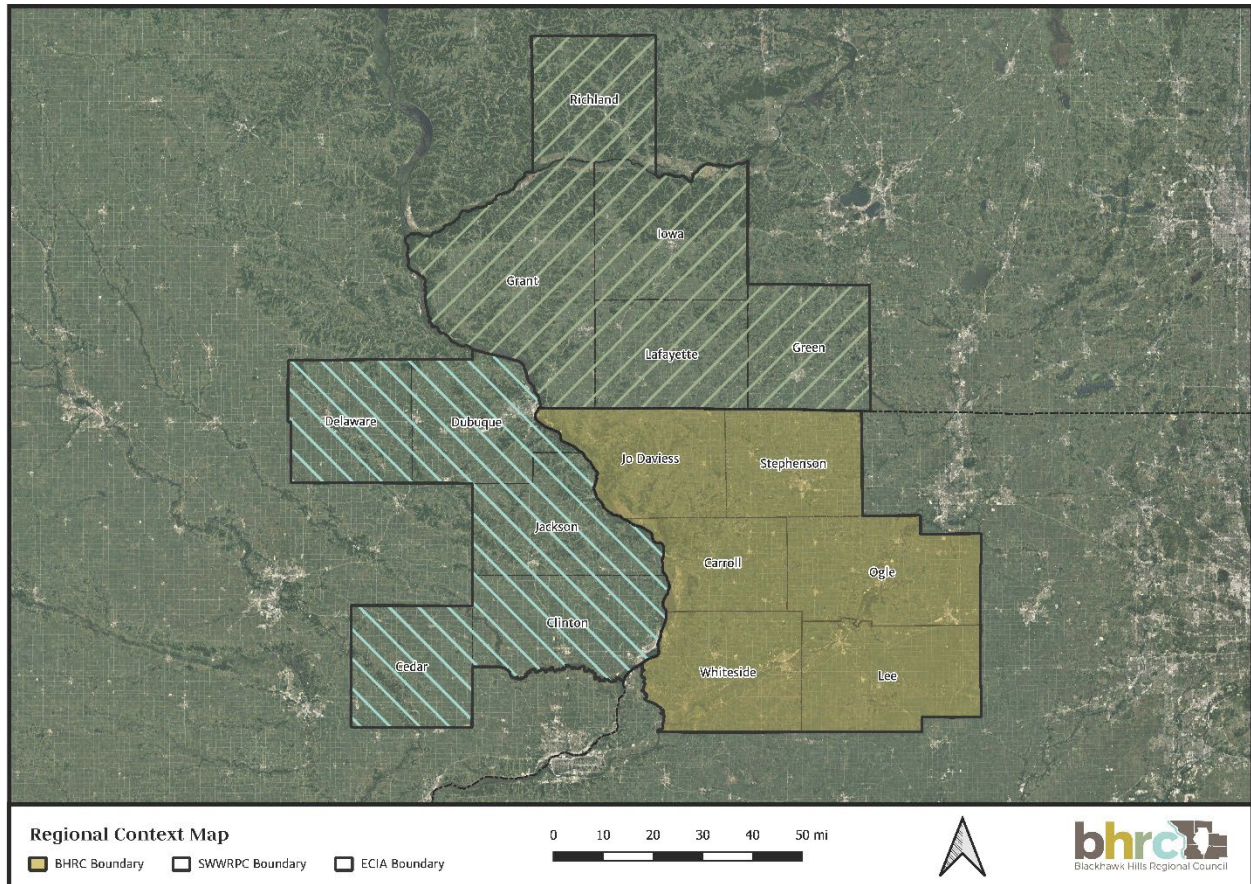 Richland
Iowa
Grant
Lafayette
Green
Delaware
Dubuque
Jo Daviess
Stephenson
Jackson
Carroll
Ogle
Clinton
Cedar
Whiteside
Lee
Regional Context Map
BHRC Boundary
SWWRPC Boundary
ECIA Boundary
0 10 20 30 40 50 mi
bhrc
Blackhawk Hills Regional Council